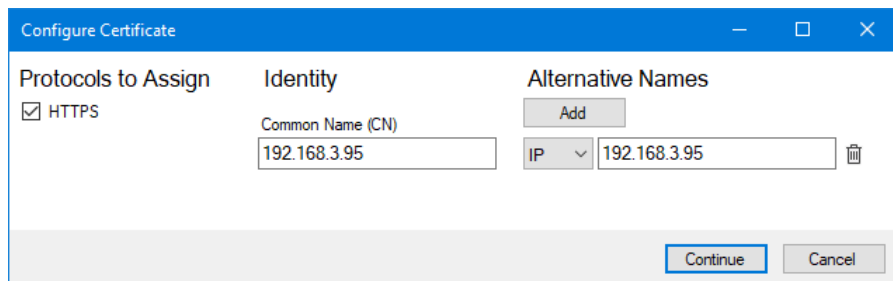 Configure Certificate
Protocols to Assign
HTTPS
Identity
Common Name (CN)
192.168.3.95
Alternative Names
Add
IP 192.168.3.95
Continue Cancel